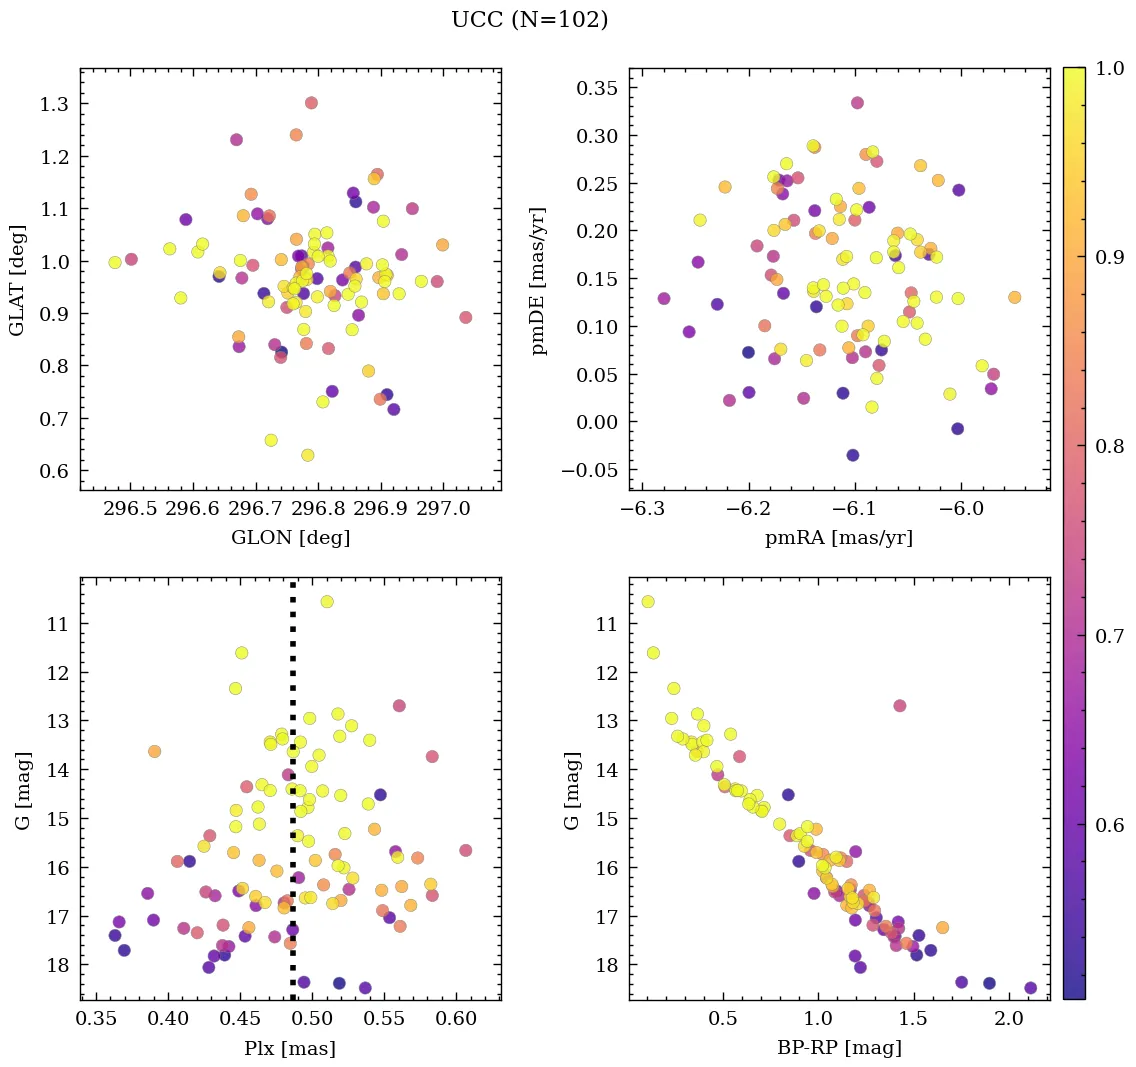 UCC (N=102)
1.3
1.2
1.1
1.0
0.9
0.8
0.7
0.6
GLAT [deg]
296.5 296.6 296.7 296.8 296.9 297.0
GLON [deg]
0.35
0.30
0.25
0.20
0.15
0.10
0.05
0.00
−0.05
pmDE [mas/yr]
−6.3 −6.2 −6.1 −6.0
pmRA [mas/yr]
11
12
13
14
15
16
17
18
G [mag]
0.35 0.40 0.45 0.50 0.55 0.60
Plx [mas]
11
12
13
14
15
16
17
18
G [mag]
0.5 1.0 1.5 2.0
BP-RP [mag]
1.0
0.9
0.8
0.7
0.6